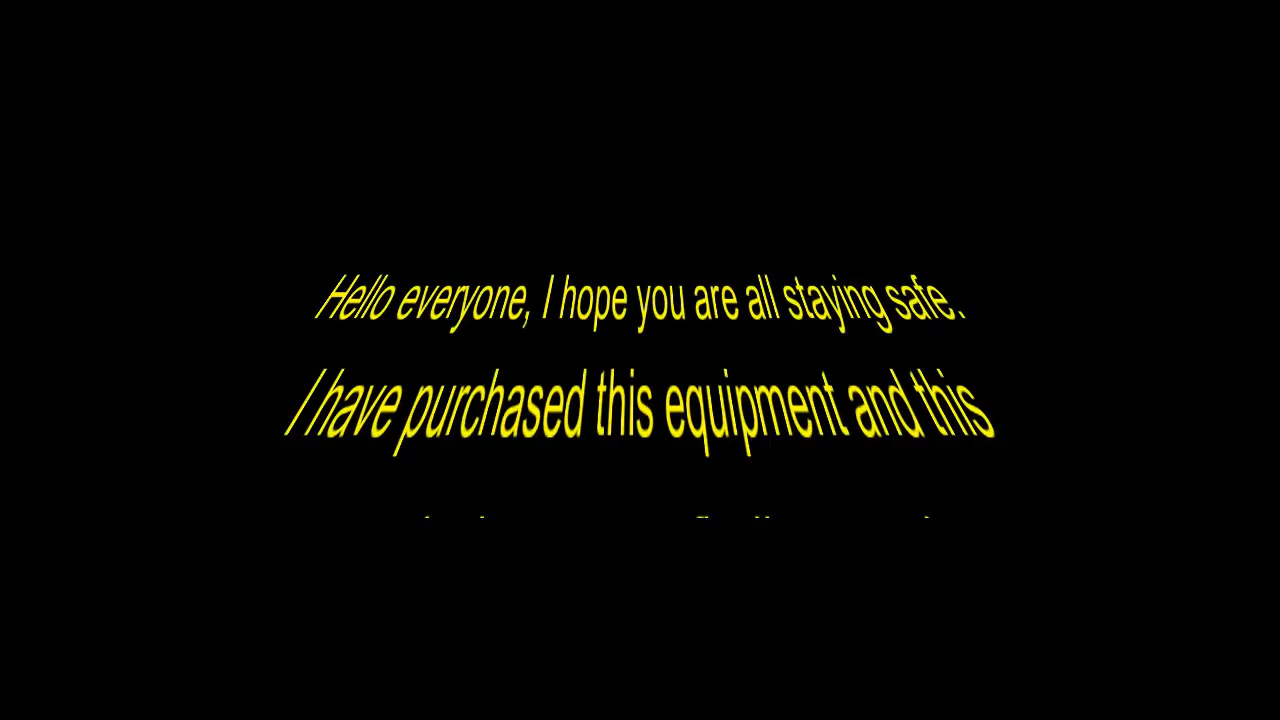 Hello everyone, I hope you are all staying safe.
I have purchased this equipment and this